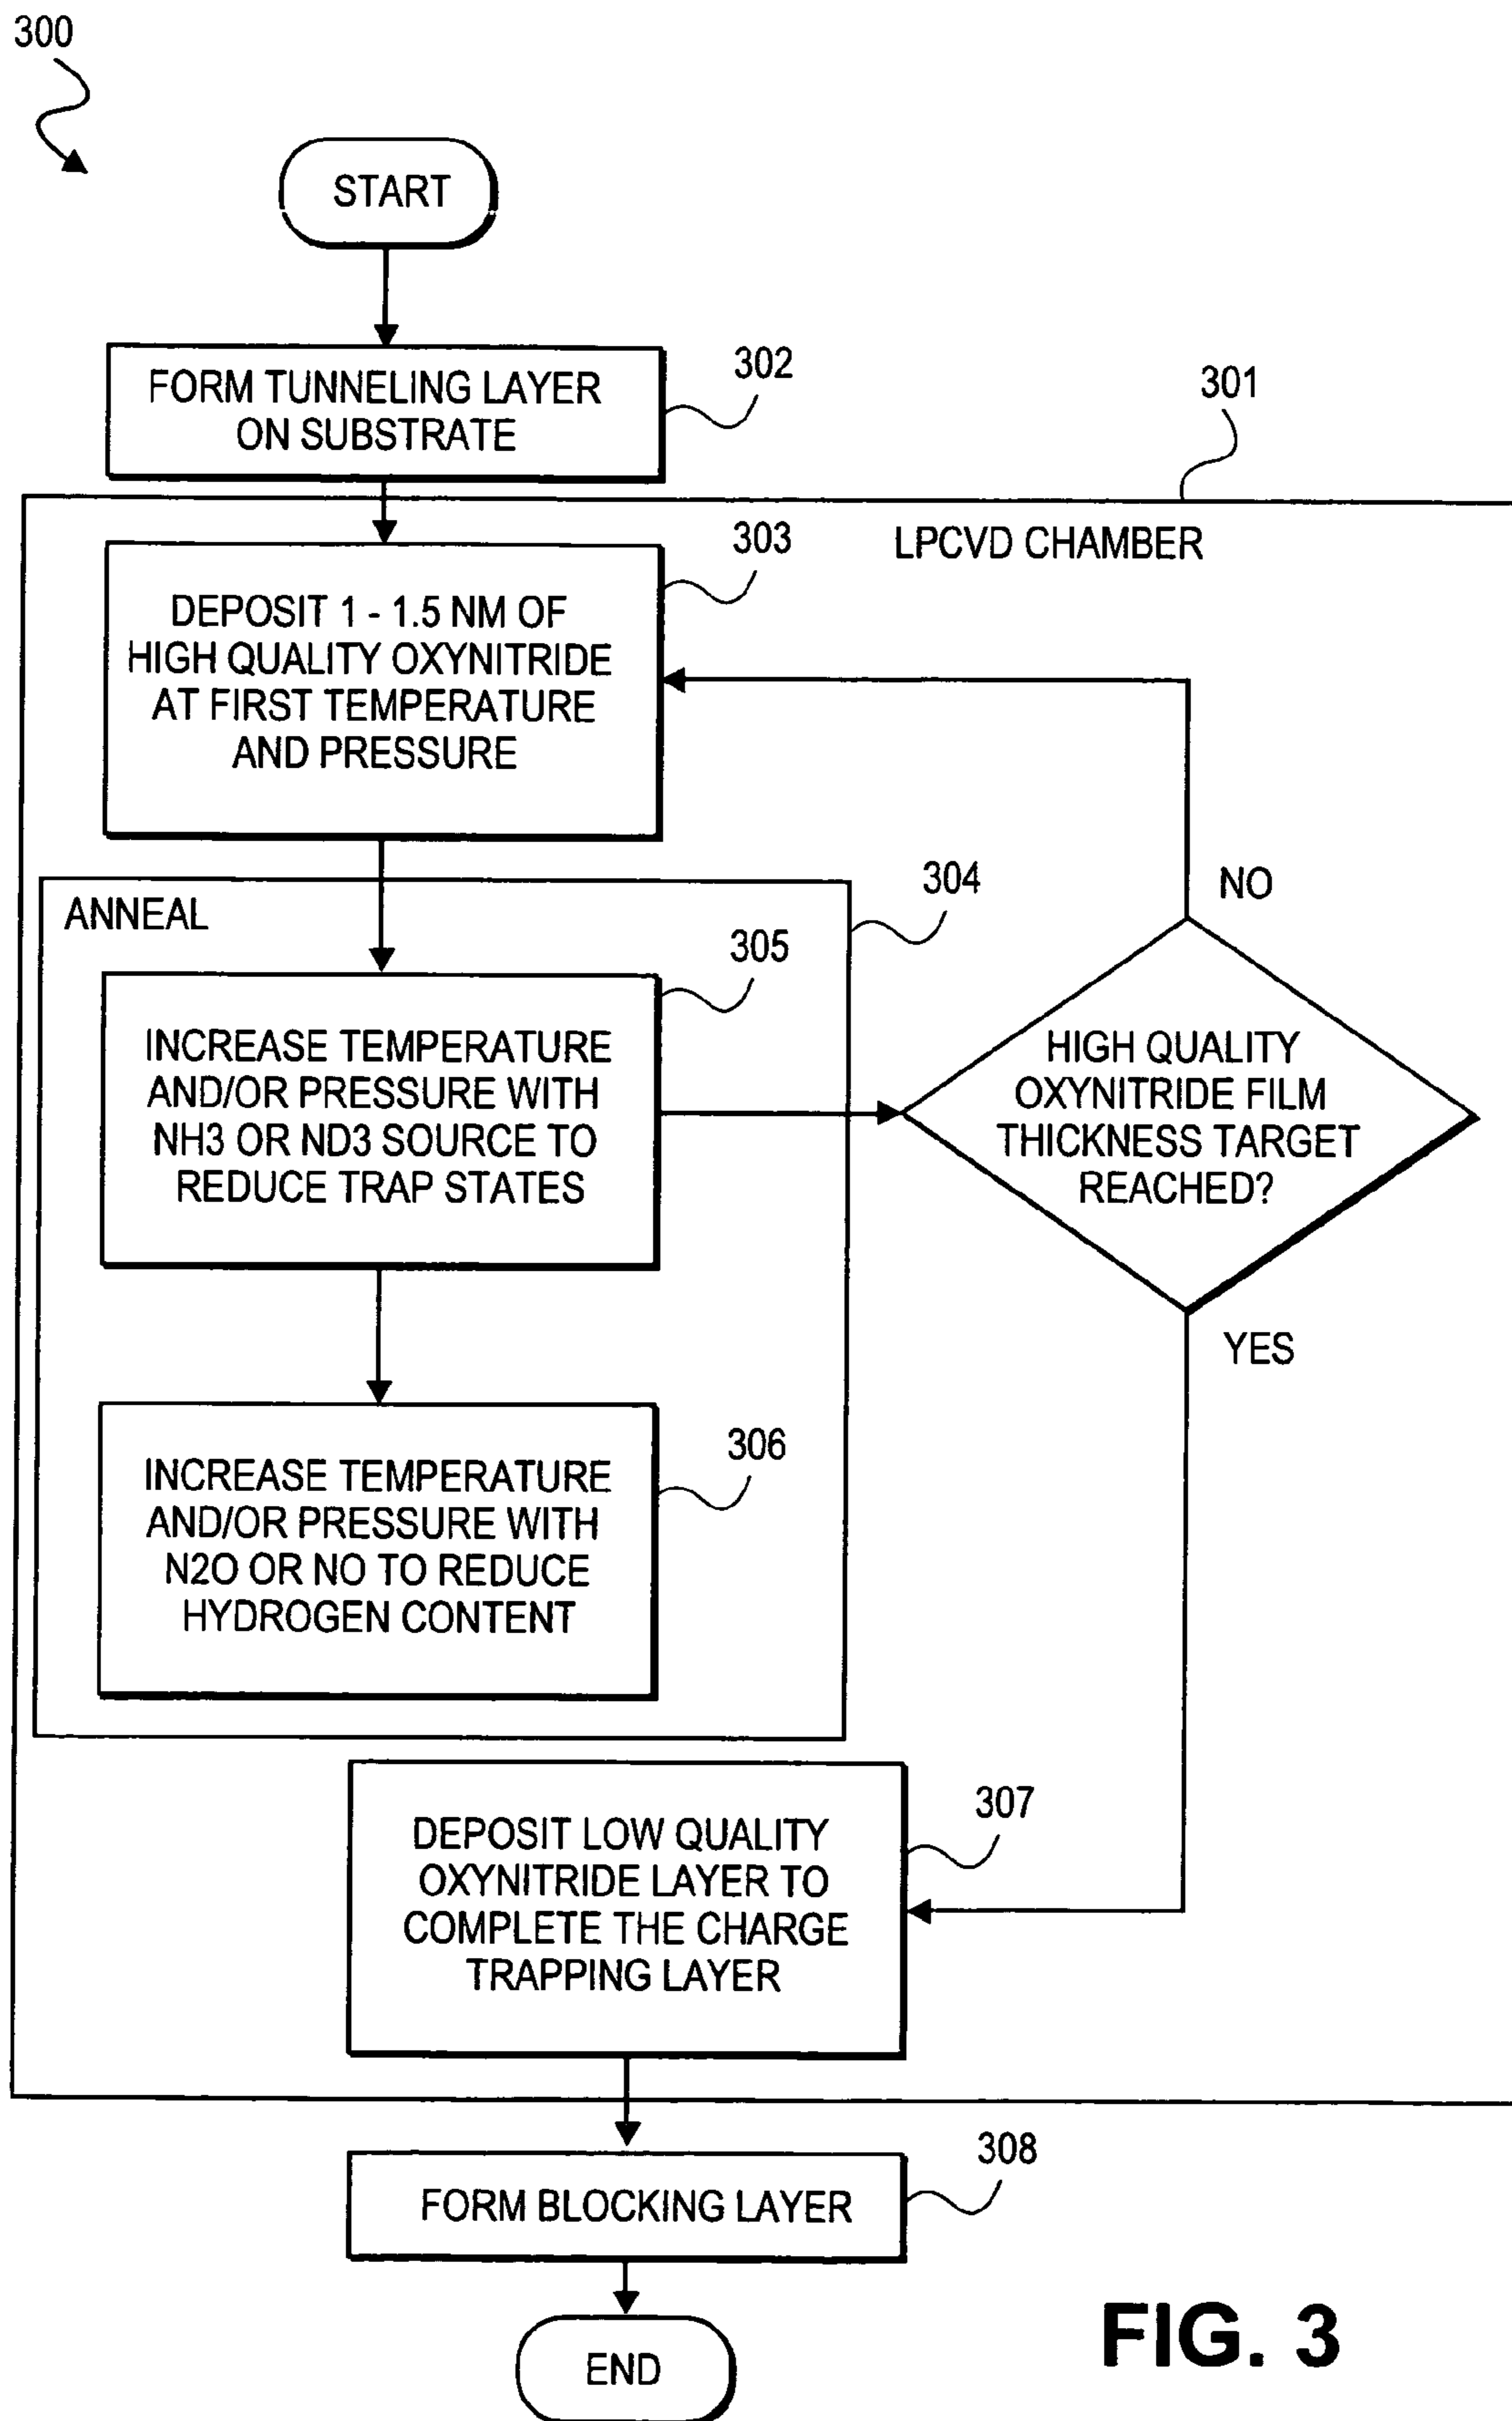 300
START
FORM TUNNELING LAYER
ON SUBSTRATE
302
301
LPCVD CHAMBER
303
DEPOSIT 1 - 1.5 NM OF
HIGH QUALITY OXYNITRIDE
AT FIRST TEMPERATURE
AND PRESSURE
304
NO
ANNEAL
305
INCREASE TEMPERATURE
AND/OR PRESSURE WITH
NH3 OR ND3 SOURCE TO
REDUCE TRAP STATES
HIGH QUALITY
OXYNITRIDE FILM
THICKNESS TARGET
REACHED?
YES
306
INCREASE TEMPERATURE
AND/OR PRESSURE WITH
N2O OR NO TO REDUCE
HYDROGEN CONTENT
307
DEPOSIT LOW QUALITY
OXYNITRIDE LAYER TO
COMPLETE THE CHARGE
TRAPPING LAYER
308
FORM BLOCKING LAYER
END
FIG. 3